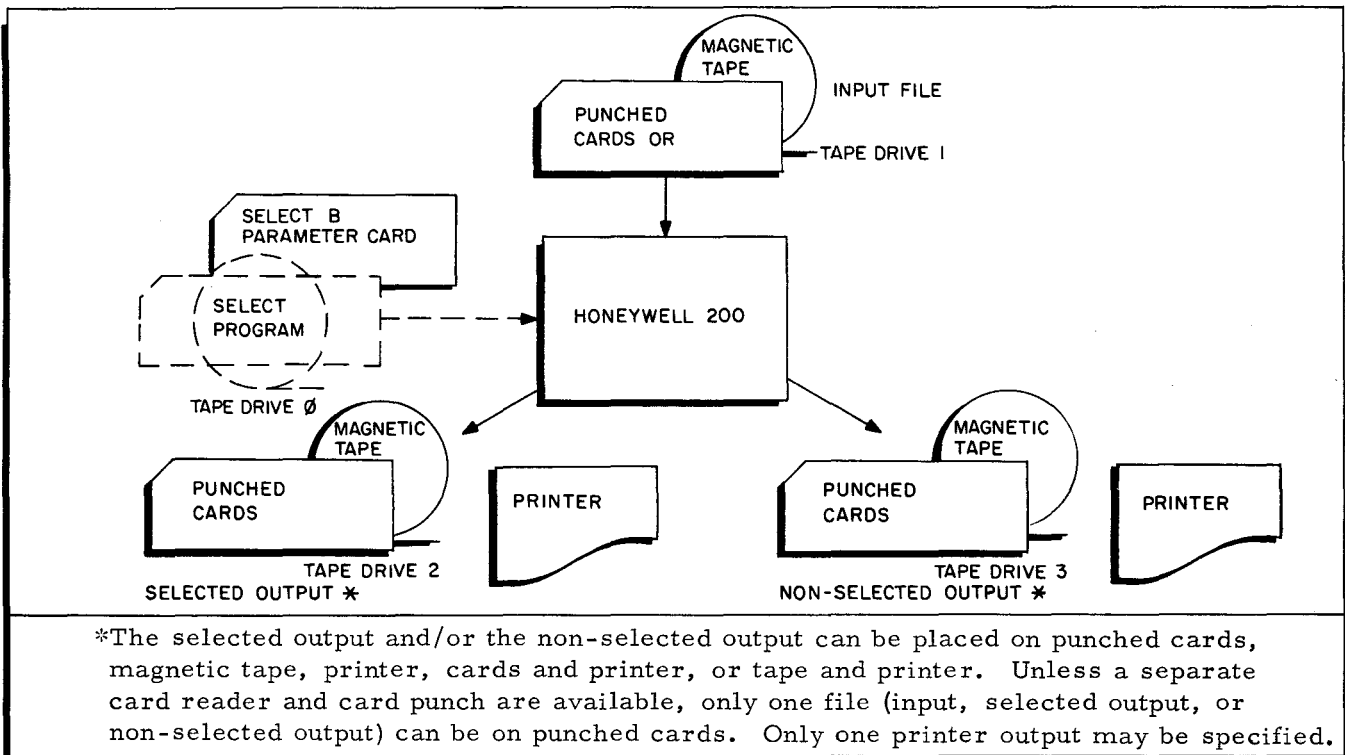 MAGNETIC
TAPE
INPUT FILE
PUNCHED
CARDS OR
TAPE DRIVE 1
SELECT B
PARAMETER CARD
SELECT
PROGRAM
HONEYWELL 200
TAPE DRIVE Ø
MAGNETIC
TAPE
PUNCHED
CARDS
PRINTER
TAPE DRIVE 2
SELECTED OUTPUT *
MAGNETIC
TAPE
PUNCHED
CARDS
PRINTER
TAPE DRIVE 3
NON-SELECTED OUTPUT *
*The selected output and/or the non-selected output can be placed on punched cards,
magnetic tape, printer, cards and printer, or tape and printer. Unless a separate
card reader and card punch are available, only one file (input, selected output, or
non-selected output) can be on punched cards. Only one printer output may be specified.